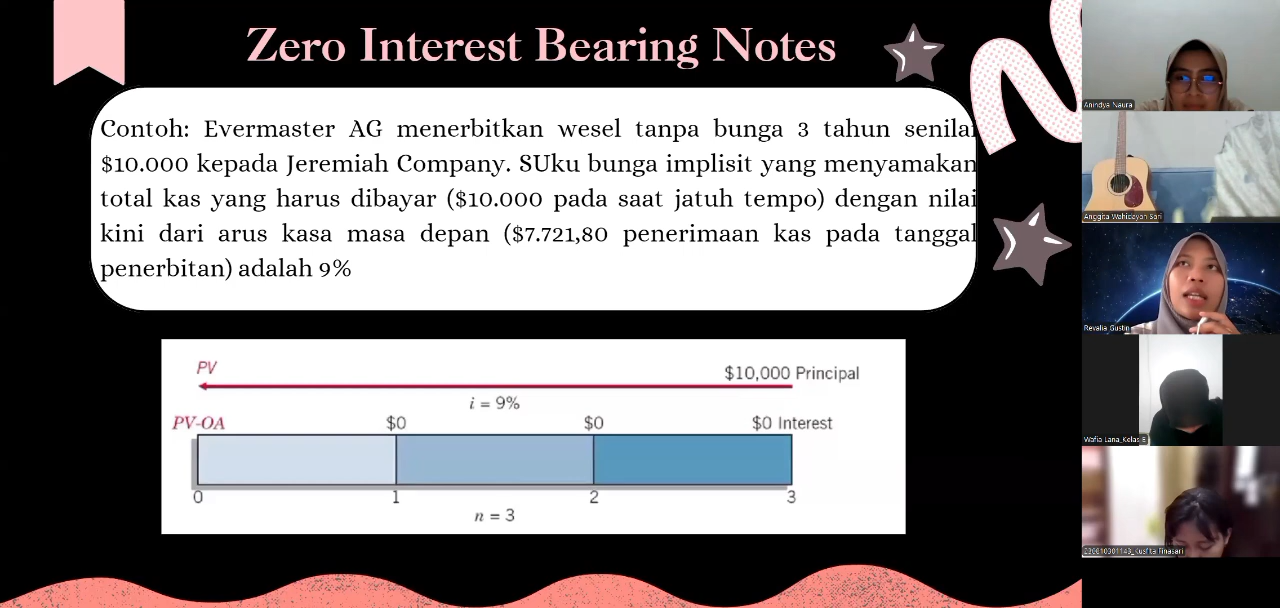 Zero Interest Bearing Notes
Contoh: Evermaster AG menerbitkan wesel tanpa bunga 3 tahun senilai
$10.000 kepada Jeremiah Company. SUku bunga implisit yang menyamakan
total kas yang harus dibayar ($10.000 pada saat jatuh tempo) dengan nilai
kini dari arus kasa masa depan ($7.721,80 penerimaan kas pada tanggal
penerbitan) adalah 9%
PV
$10,000 Principal
i = 9%
PV-OA
$0
$0
$0 Interest
0
1
2
3
n = 3
Anindya Naura
Anggita Wahidayon Sari
Revalia Gustin
Wafia Lana_Kelas B